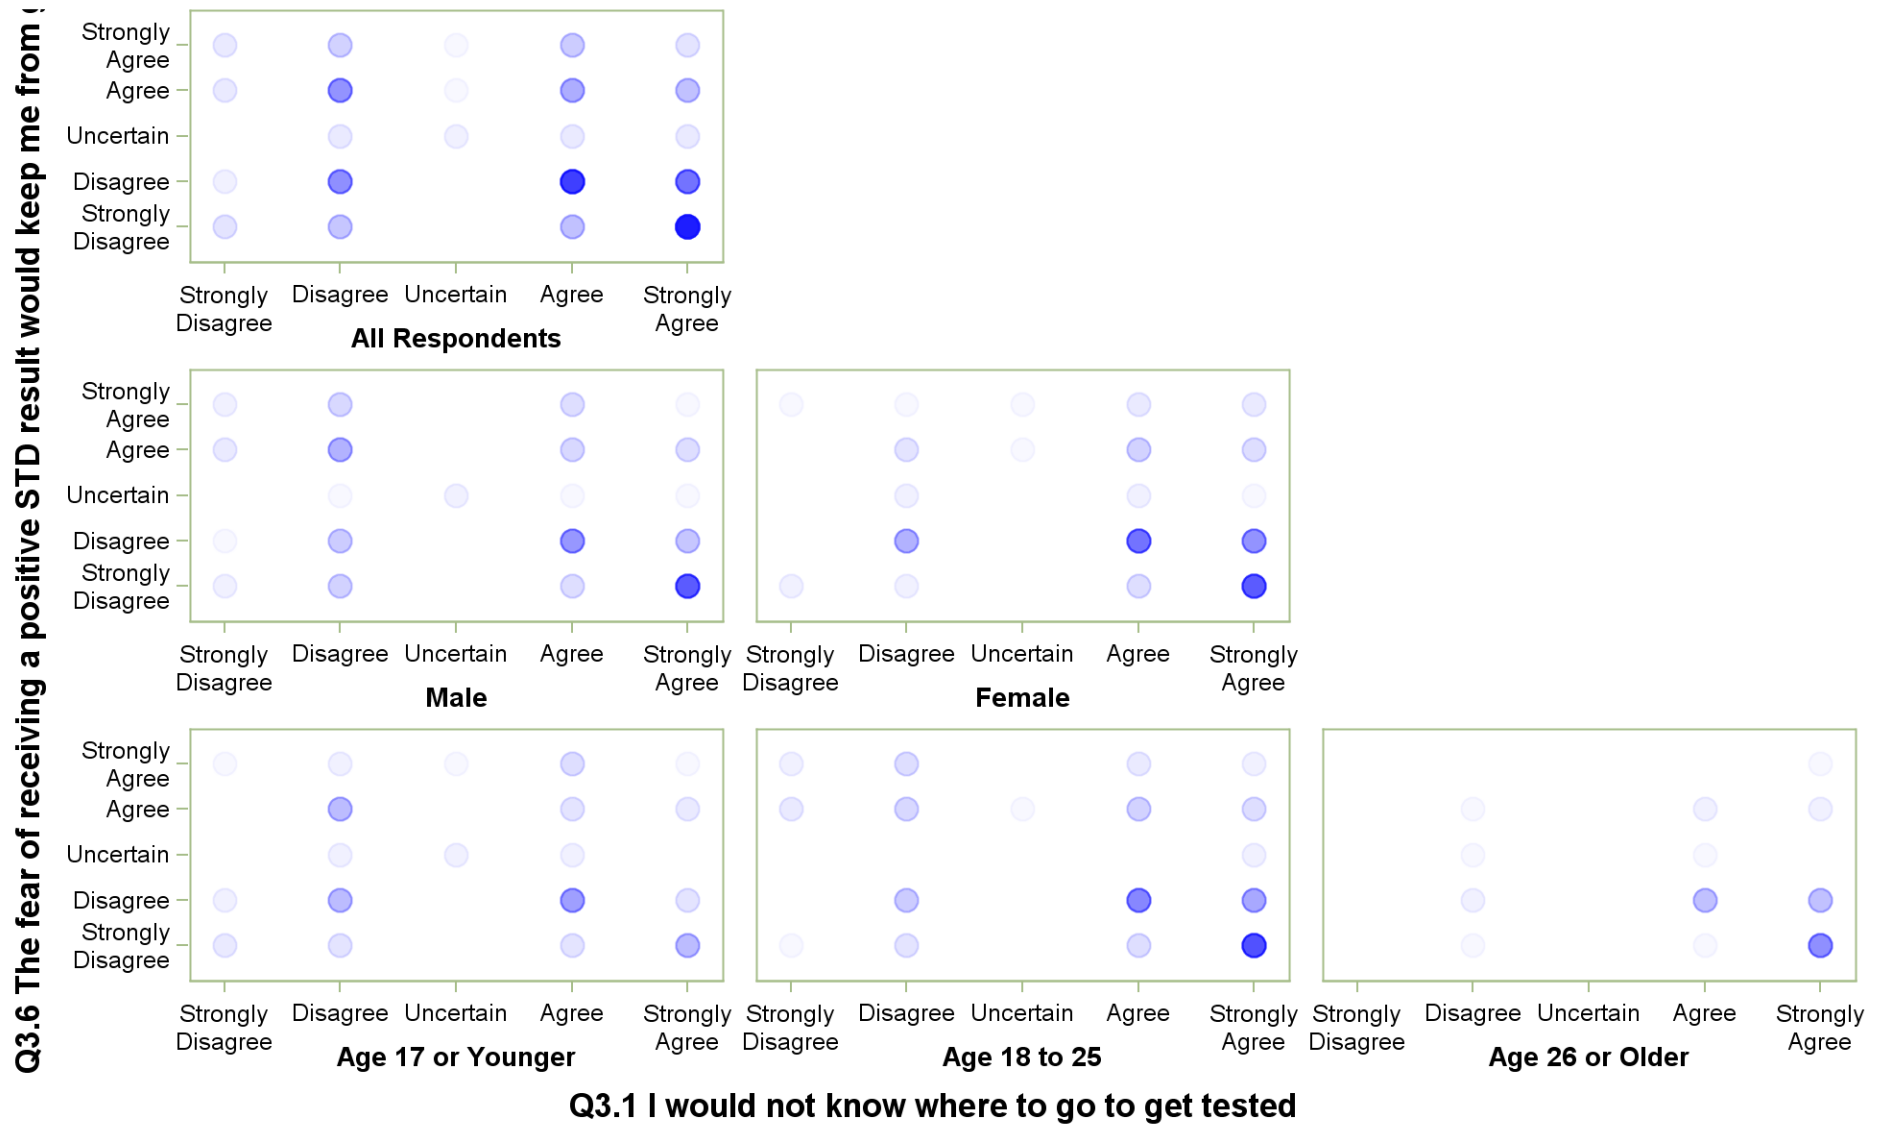 Q3.6 The fear of receiving a positive STD result would keep me from
Strongly
Agree
Agree
Uncertain
Disagree
Strongly
Disagree
Strongly
Disagree
Disagree
Uncertain
Agree
Strongly
Agree
All Respondents
Strongly
Agree
Agree
Uncertain
Disagree
Strongly
Disagree
Strongly
Disagree
Disagree
Uncertain
Agree
Strongly
Agree
Male
Strongly
Disagree
Disagree
Uncertain
Agree
Strongly
Agree
Female
Strongly
Agree
Agree
Uncertain
Disagree
Strongly
Disagree
Strongly
Disagree
Disagree
Uncertain
Agree
Strongly
Agree
Age 17 or Younger
Strongly
Disagree
Disagree
Uncertain
Agree
Strongly
Agree
Age 18 to 25
Strongly
Disagree
Disagree
Uncertain
Agree
Strongly
Agree
Age 26 or Older
Q3.1 I would not know where to go to get tested